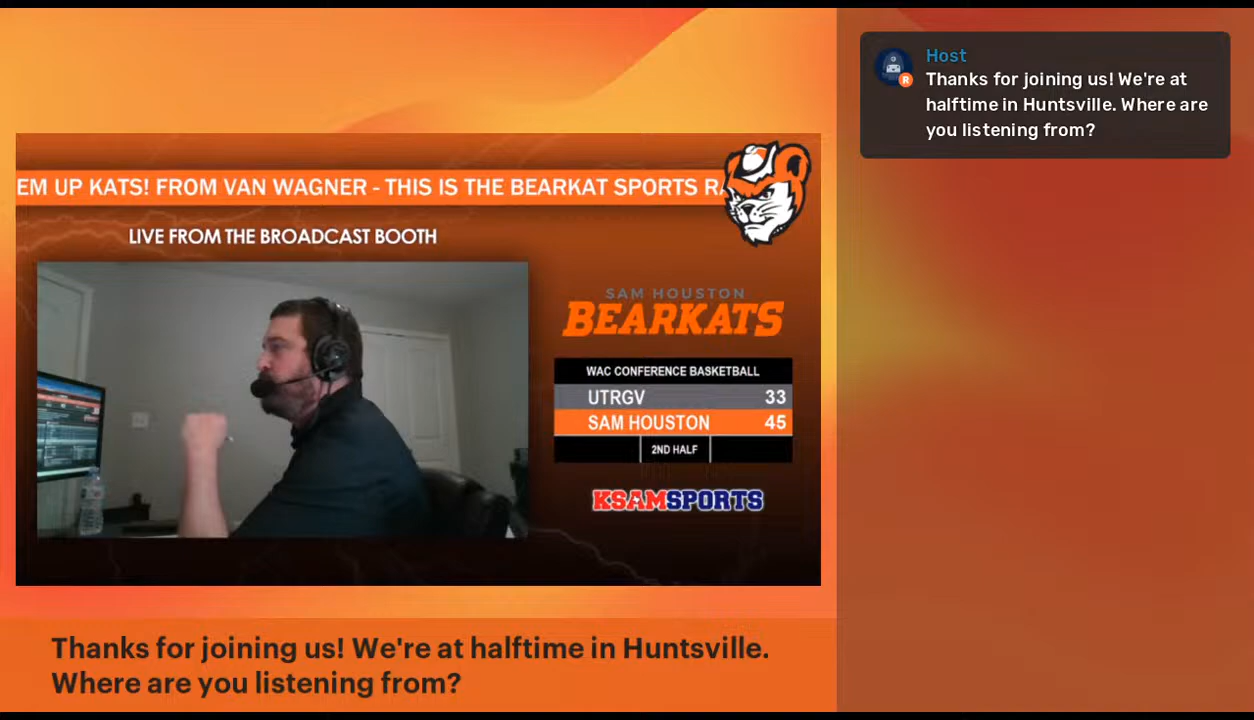 Host
R
Thanks for joining us! We're at
halftime in Huntsville. Where are
you listening from?
EM UP KATS! FROM VAN WAGNER - THIS IS THE BEARKAT SPORTS
LIVE FROM THE BROADCAST BOOTH
SAM HOUSTON
BEARKATS
WAC CONFERENCE BASKETBALL
UTRGV 33
SAM HOUSTON 45
2ND HALF
KSAMSPORTS
Thanks for joining us! We're at halftime in Huntsville.
Where are you listening from?